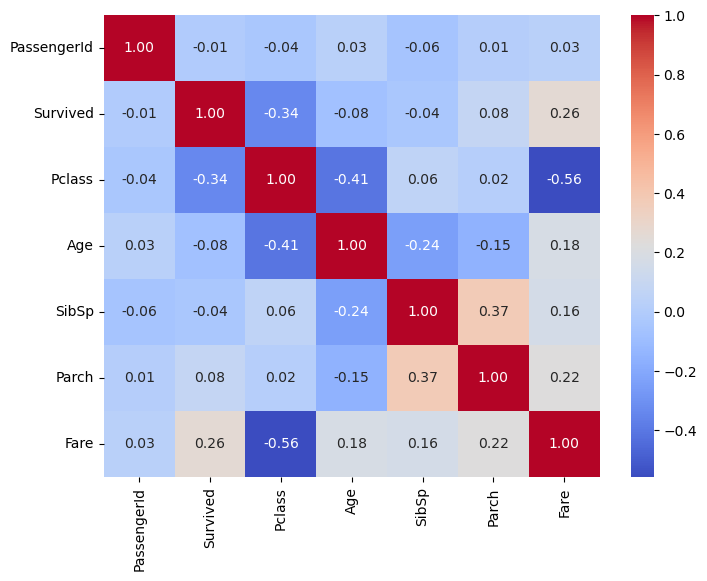 PassengerId 1.00 -0.01 -0.04 0.03 -0.06 0.01 0.03
Survived -0.01 1.00 -0.34 -0.08 -0.04 0.08 0.26
Pclass -0.04 -0.34 1.00 -0.41 0.06 0.02 -0.56
Age 0.03 -0.08 -0.41 1.00 -0.24 -0.15 0.18
SibSp -0.06 -0.04 0.06 -0.24 1.00 0.37 0.16
Parch 0.01 0.08 0.02 -0.15 0.37 1.00 0.22
Fare 0.03 0.26 -0.56 0.18 0.16 0.22 1.00
PassengerId Survived Pclass Age SibSp Parch Fare
1.0
0.8
0.6
0.4
0.2
0.0
−0.2
−0.4